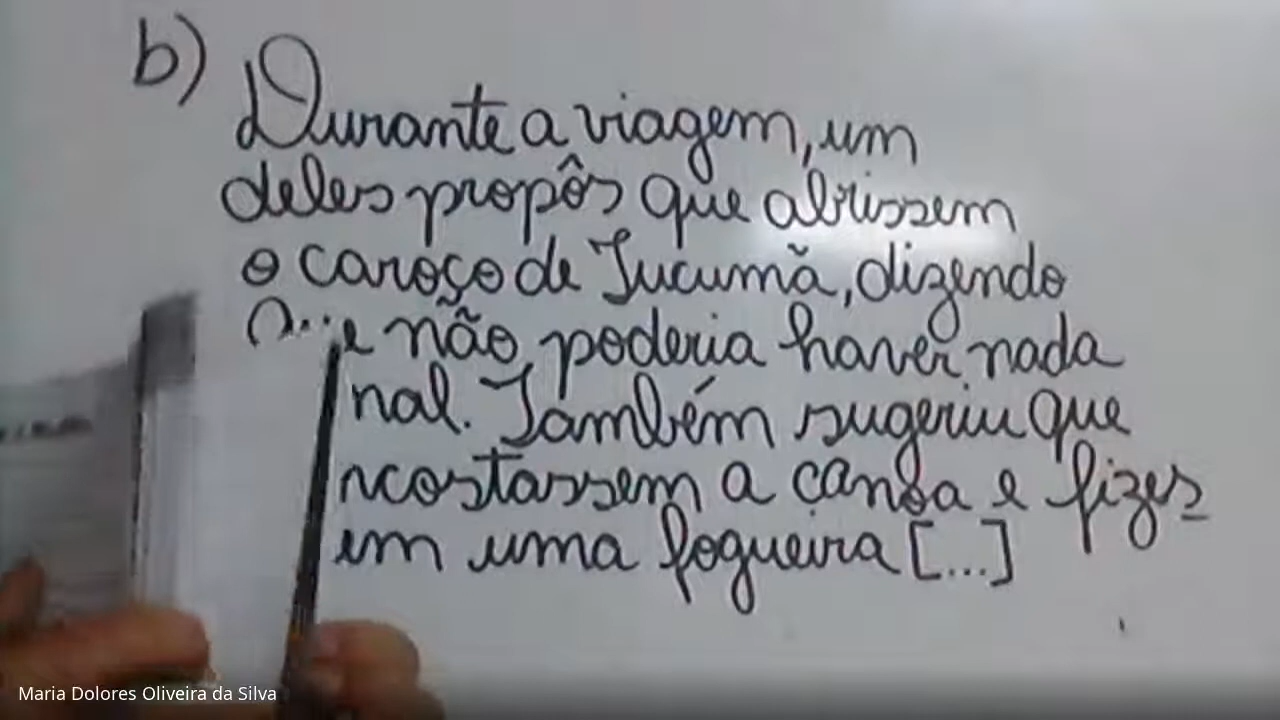 b) Durante a viagem, um
deles propôs que abrissem
o caroço de Tucumã, dizendo
não poderia haver nada
nal. Também sugeriu que
ncostassem a canoa e fizes
em uma fogueira [...]
Maria Dolores Oliveira da Silva